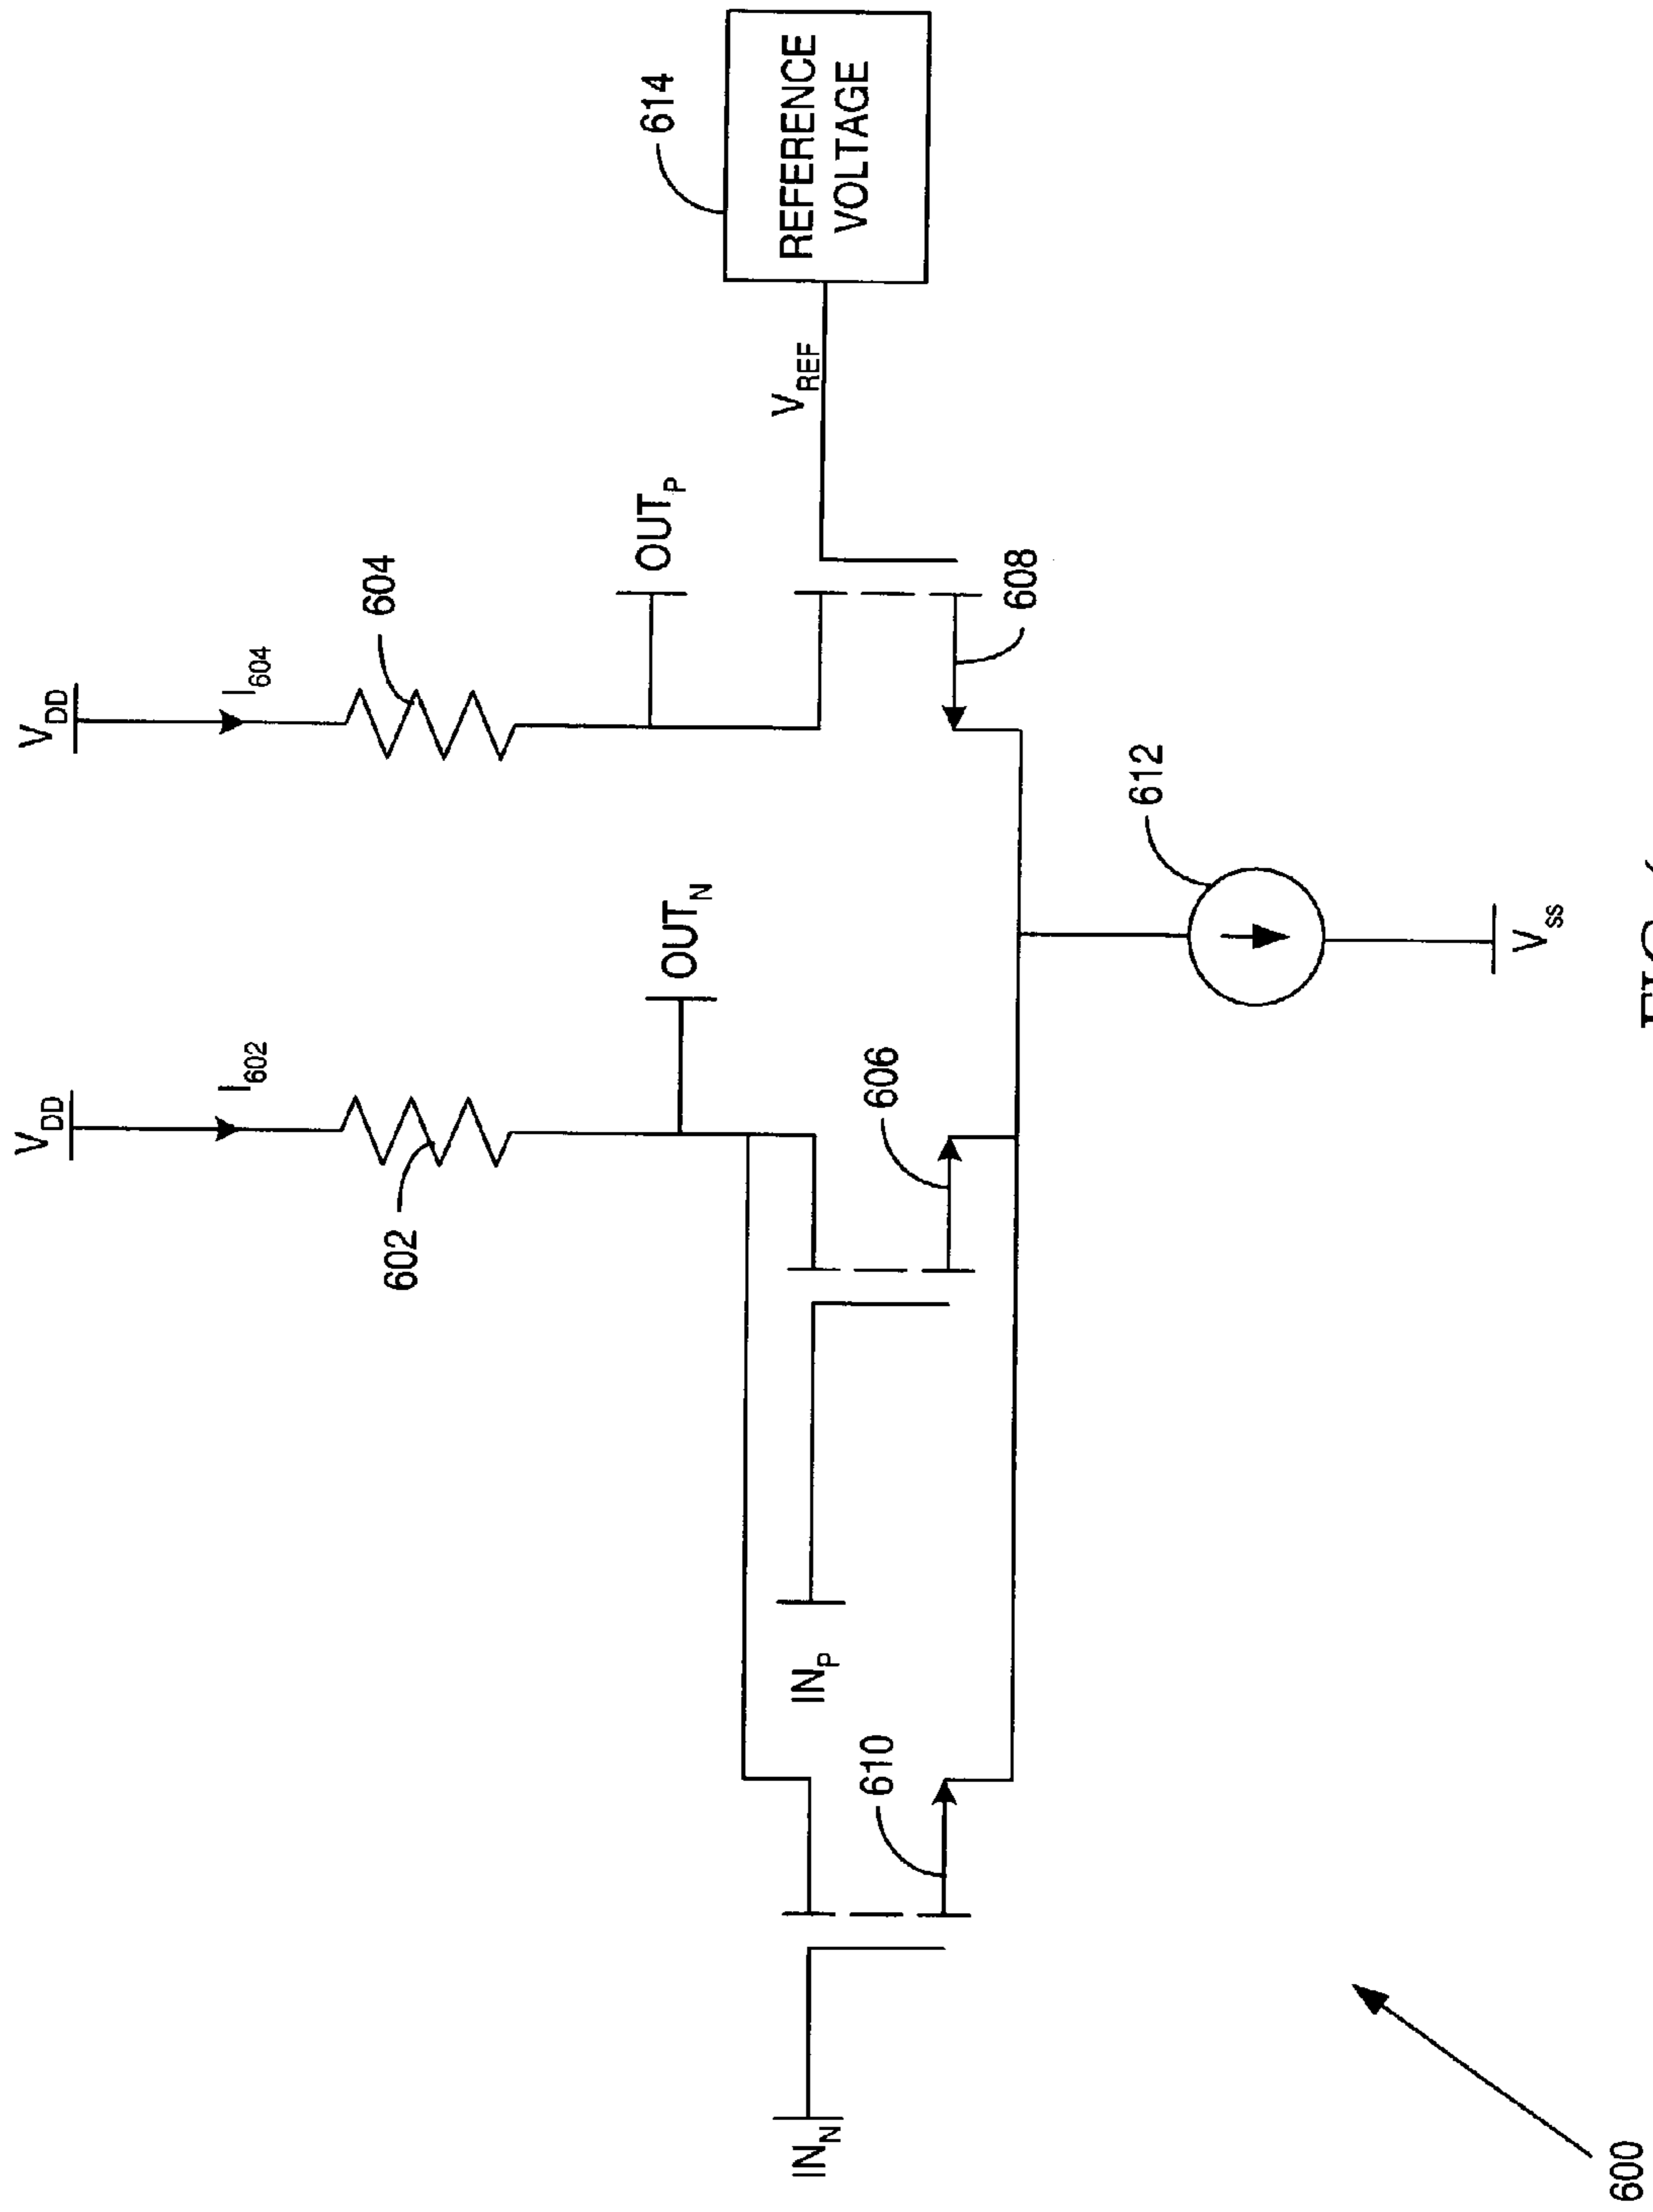 V_DD
V_DD
I_602
I_604
602
604
614
REFERENCE
VOLTAGE
OUT_N
OUT_P
V_REF
IN_N
IN_P
610
606
608
612
V_ss
600